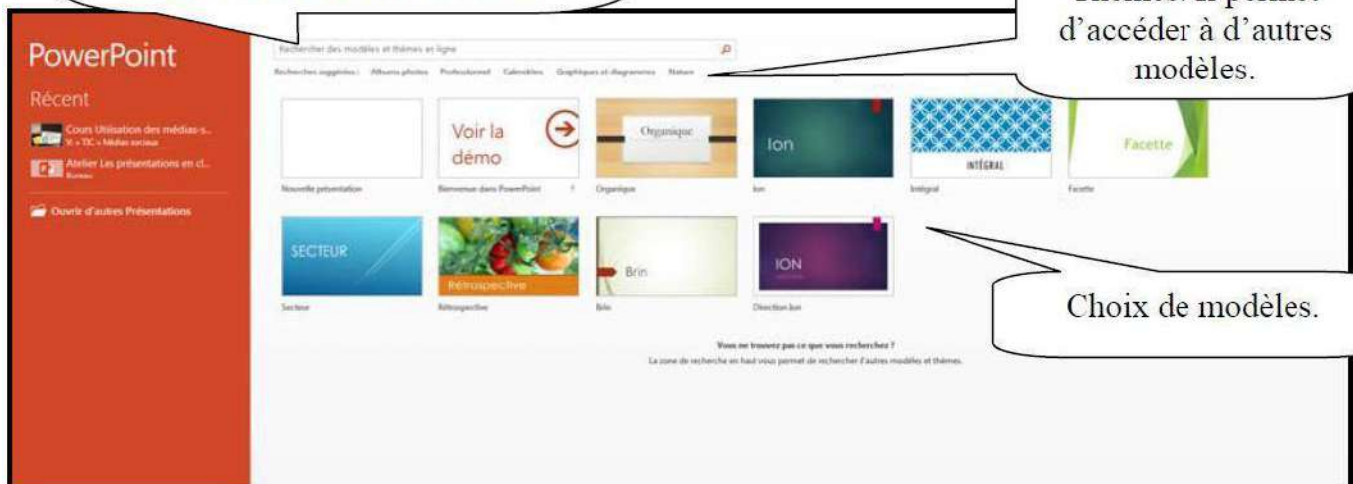 d'accéder à d'autres
modèles.
PowerPoint
Rechercher des modèles et thèmes en ligne
Recherches suggérées : Albums photos Professionnel Calendriers Graphiques et diagrammes Nature
Récent
Cours Utilisation des médias-s...
TIC » Médias sociaux
Atelier Les présentations en cl...
Bureau
Ouvrir d'autres Présentations
Voir la
démo
Organique
Ion
INTÉGRAL
Facette
Nouvelle présentation
Bienvenue dans PowerPoint
Organique
Ion
Intégral
Facette
SECTEUR
Rétrospective
Brin
ION
Secteur
Rétrospective
Brin
Direction Ion
Choix de modèles.
Vous ne trouvez pas ce que vous recherchez ?
La zone de recherche en haut vous permet de rechercher d'autres modèles et thèmes.